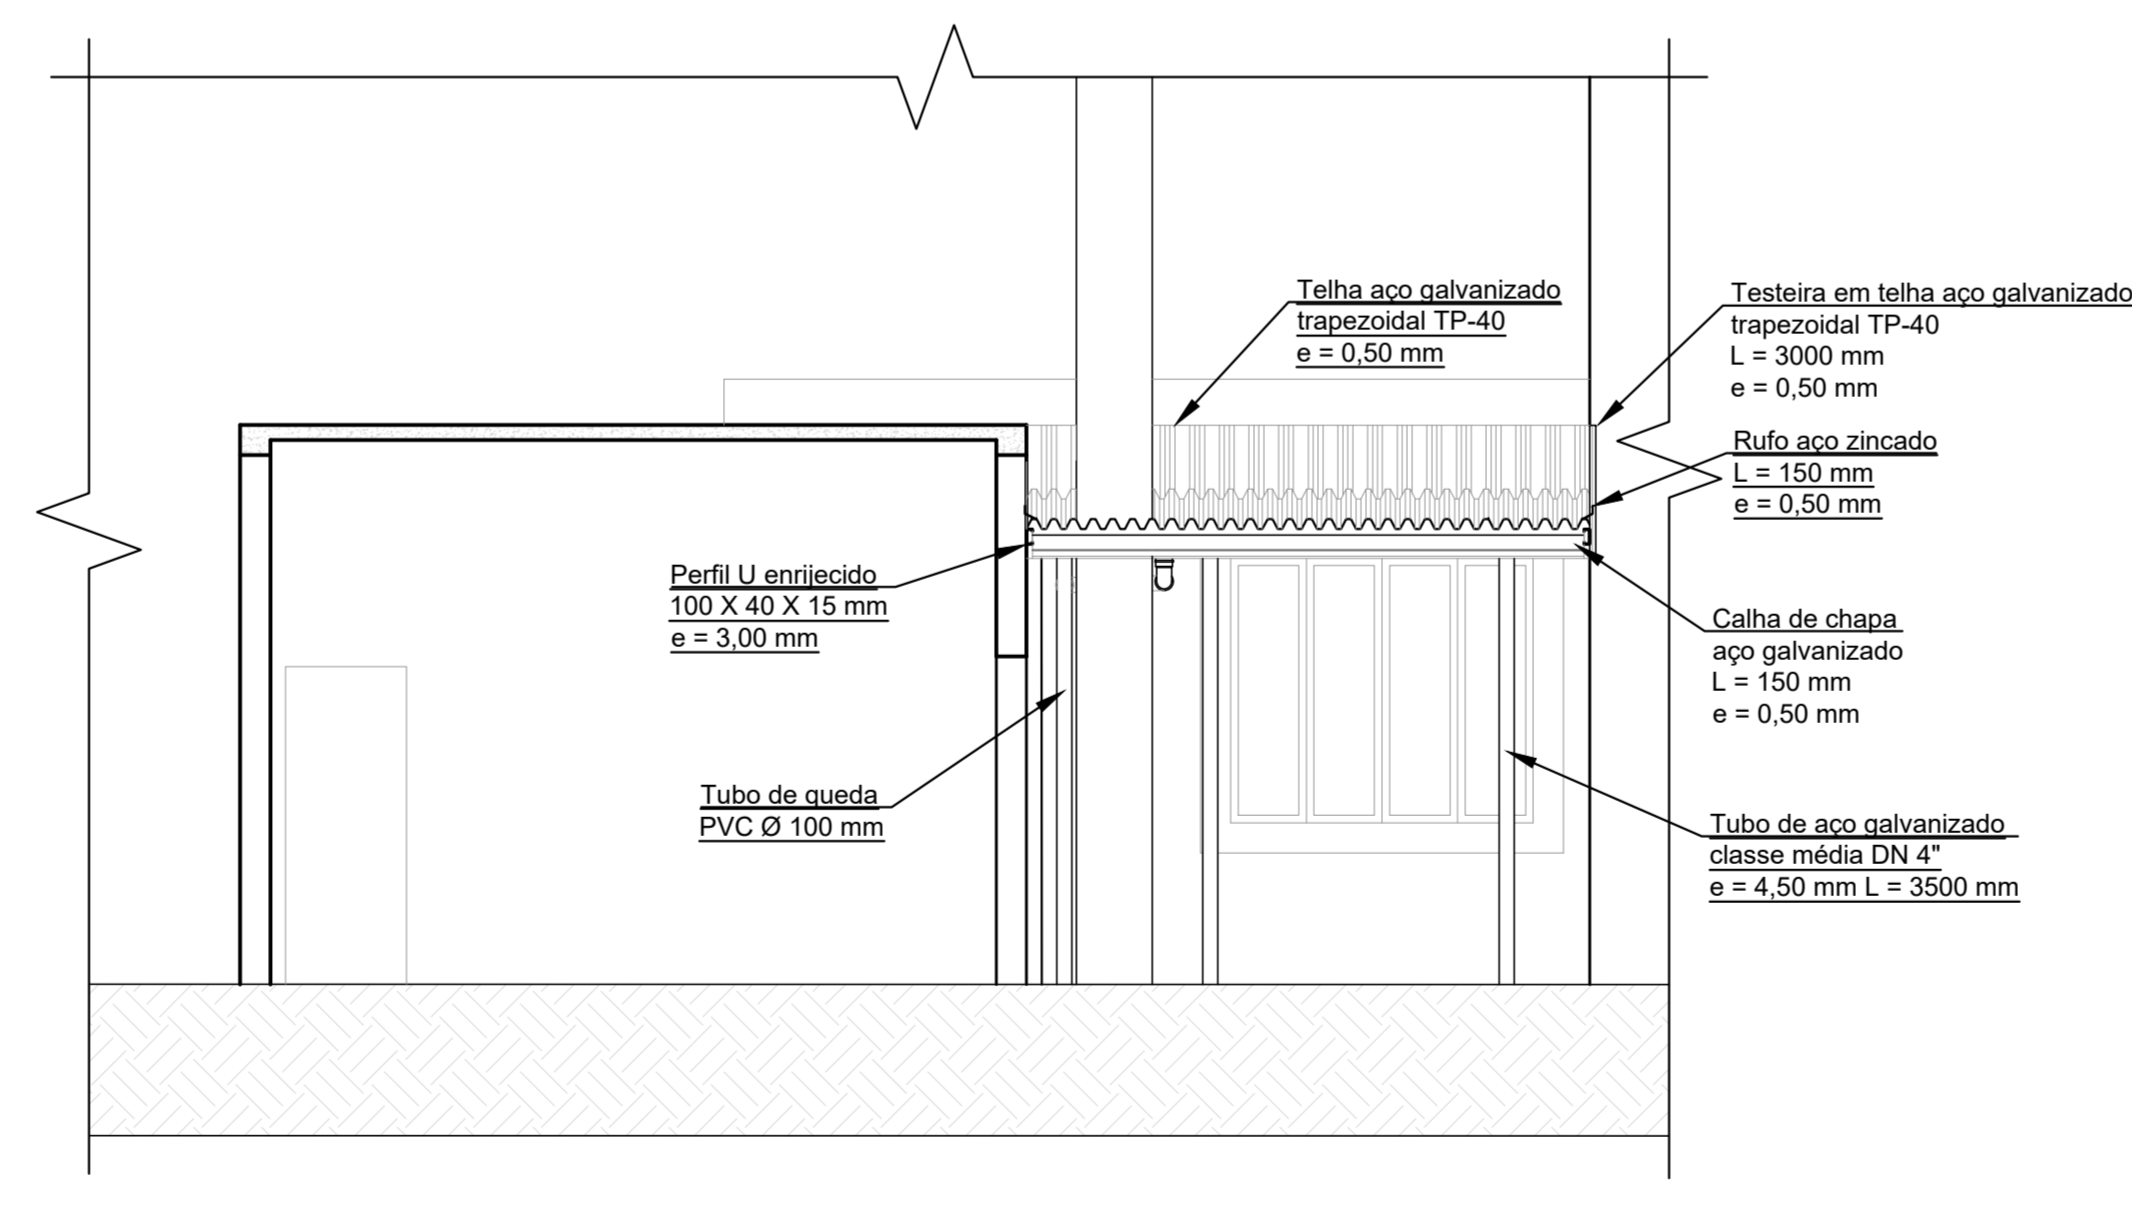 Telha aço galvanizado
trapezoidal TP-40
e = 0,50 mm
Testeira em telha aço galvanizado
trapezoidal TP-40
L = 3000 mm
e = 0,50 mm
Rufo aço zincado
L = 150 mm
e = 0,50 mm
Perfil U enrijecido
100 X 40 X 15 mm
e = 3,00 mm
Calha de chapa
aço galvanizado
L = 150 mm
e = 0,50 mm
Tubo de queda
PVC Ø 100 mm
Tubo de aço galvanizado
classe média DN 4"
e = 4,50 mm L = 3500 mm